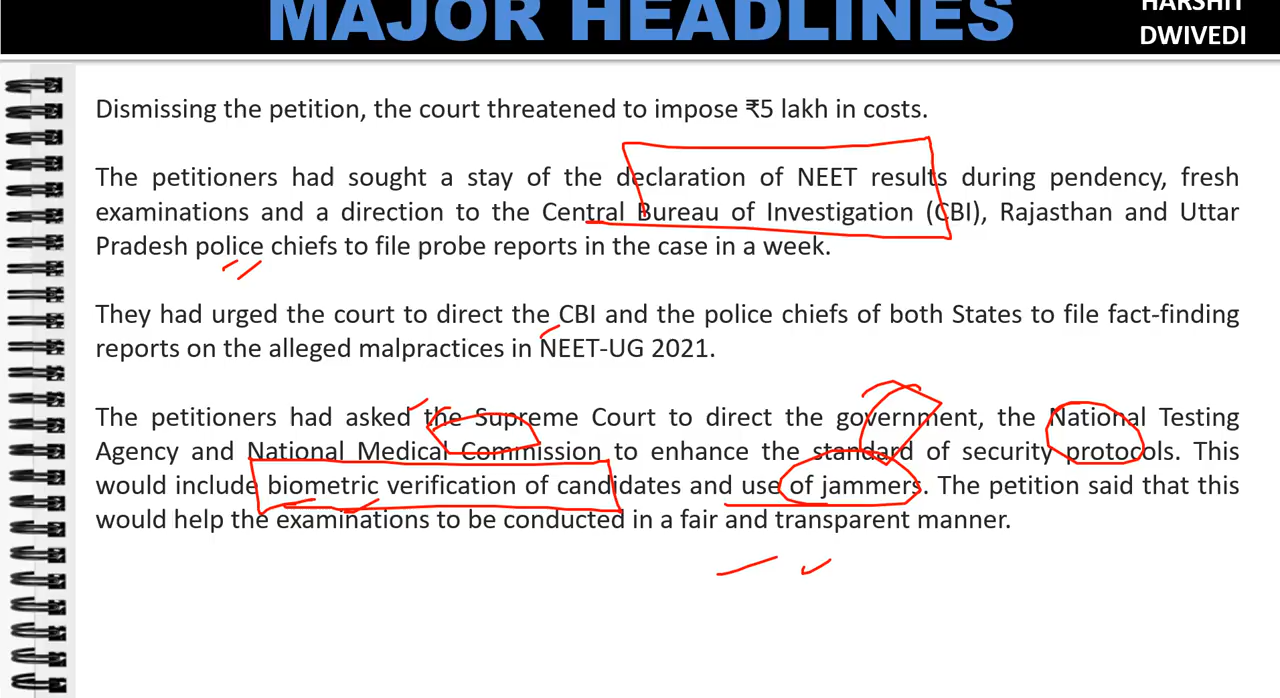 MAJOR HEADLINES
HARSHIT
DWIVEDI
Dismissing the petition, the court threatened to impose ₹5 lakh in costs.
The petitioners had sought a stay of the declaration of NEET results during pendency, fresh
examinations and a direction to the Central Bureau of Investigation (CBI), Rajasthan and Uttar
Pradesh police chiefs to file probe reports in the case in a week.
They had urged the court to direct the CBI and the police chiefs of both States to file fact-finding
reports on the alleged malpractices in NEET-UG 2021.
The petitioners had asked the Supreme Court to direct the government, the National Testing
Agency and National Medical Commission to enhance the standard of security protocols. This
would include biometric verification of candidates and use of jammers. The petition said that this
would help the examinations to be conducted in a fair and transparent manner.